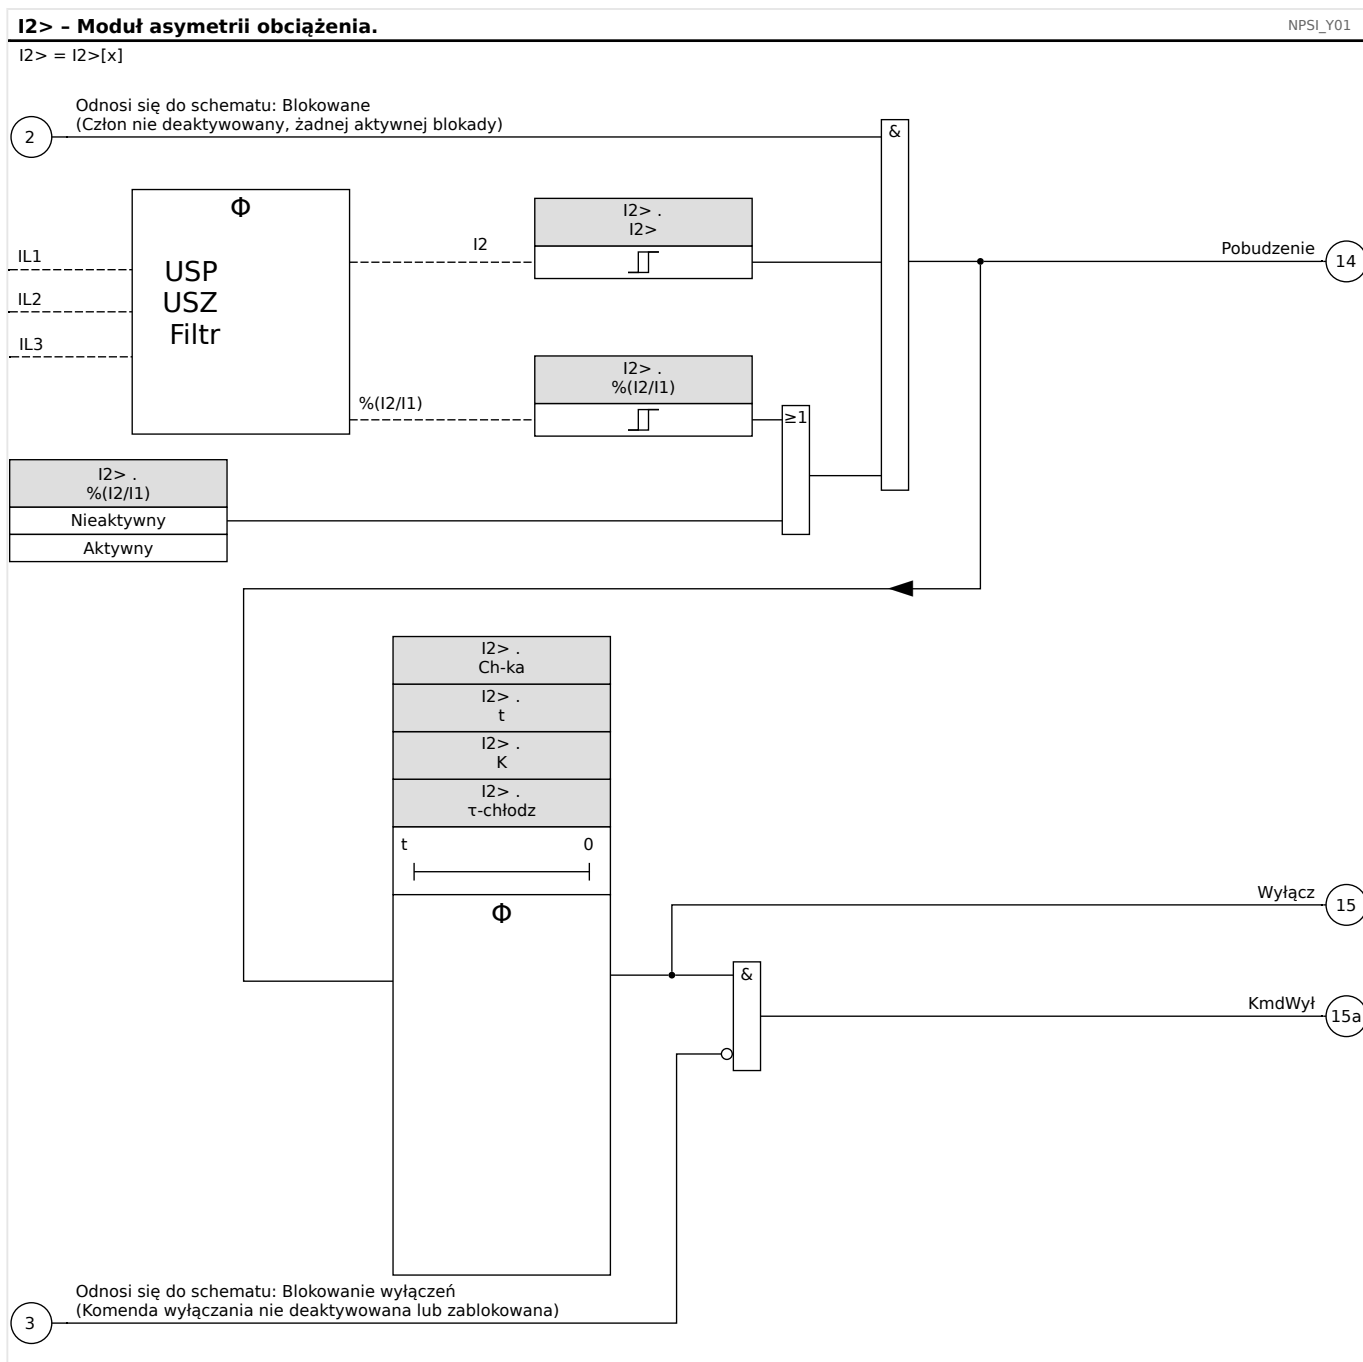 I2> – Moduł asymetrii obciążenia.
NPSI_Y01
I2> = I2>[x]
Odnosi się do schematu: Blokowane
(Człon nie deaktywowany, żadnej aktywnej blokady)
2
&
Φ
USP
USZ
Filtr
IL1
IL2
IL3
I2
I2> .
I2>
Pobudzenie
14
%(I2/I1)
I2> .
%(I2/I1)
≥1
I2> .
%(I2/I1)
Nieaktywny
Aktywny
I2> .
Ch-ka
I2> .
t
I2> .
K
I2> .
τ-chłodz
t
0
Φ
Wyłącz
15
&
KmdWył
15a
Odnosi się do schematu: Blokowanie wyłączeń
(Komenda wyłączania nie deaktywowana lub zablokowana)
3